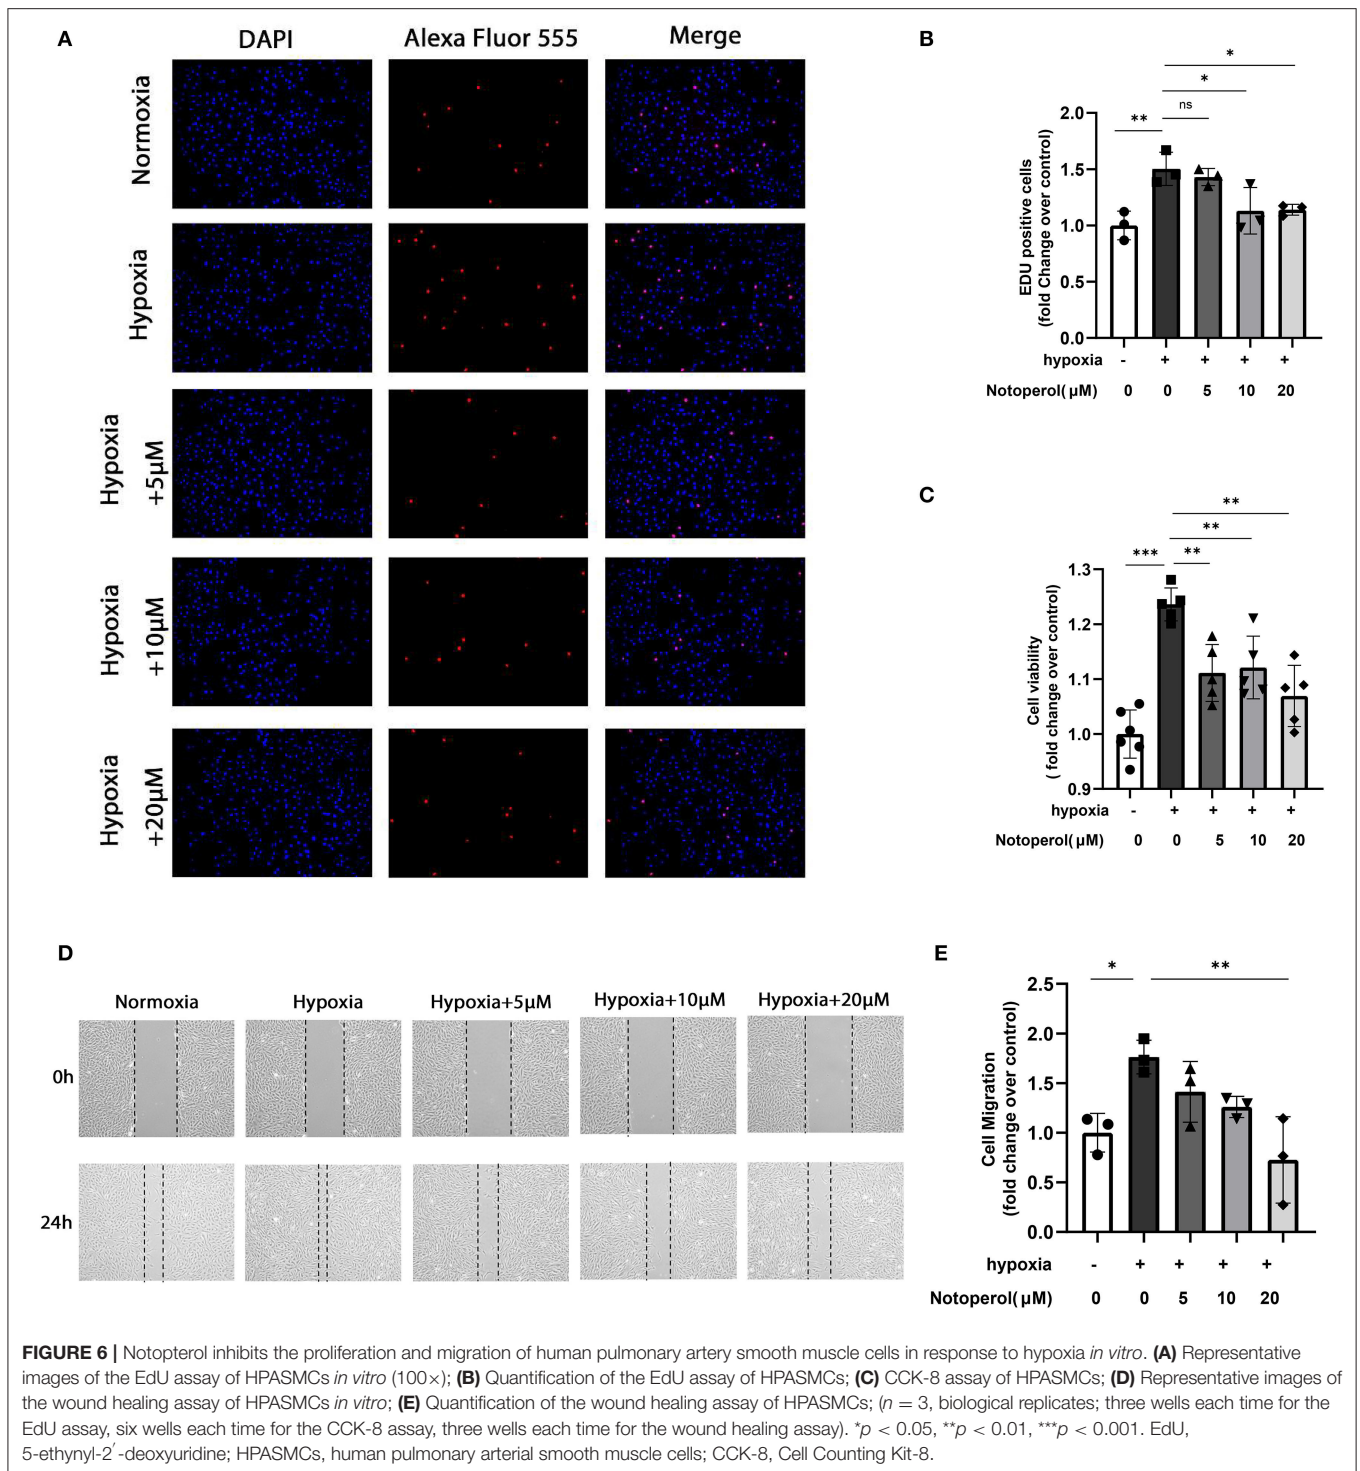 A
DAPI
Alexa Fluor 555
Merge
Normoxia
Hypoxia
Hypoxia
+5μM
Hypoxia
+10μM
Hypoxia
+20μM
B
*
*
ns
**
EDU positive cells
(fold Change over control)
2.0
1.5
1.0
0.5
0.0
hypoxia - + + + +
Notoperol(μM) 0 0 5 10 20
C
**
**
*** **
Cell viability
( fold change over control)
1.3
1.2
1.1
1.0
0.9
hypoxia - + + + +
Notoperol(μM) 0 0 5 10 20
D
Normoxia Hypoxia Hypoxia+5μM Hypoxia+10μM Hypoxia+20μM
0h
24h
E
* **
Cell Migration
(fold change over control)
2.5
2.0
1.5
1.0
0.5
0.0
hypoxia - + + + +
Notoperol(μM) 0 0 5 10 20
FIGURE 6 | Notopterol inhibits the proliferation and migration of human pulmonary artery smooth muscle cells in response to hypoxia in vitro. (A) Representative
images of the EdU assay of HPASMCs in vitro (100×); (B) Quantification of the EdU assay of HPASMCs; (C) CCK-8 assay of HPASMCs; (D) Representative images of
the wound healing assay of HPASMCs in vitro; (E) Quantification of the wound healing assay of HPASMCs; (n = 3, biological replicates; three wells each time for the
EdU assay, six wells each time for the CCK-8 assay, three wells each time for the wound healing assay). *p < 0.05, **p < 0.01, ***p < 0.001. EdU,
5-ethynyl-2′-deoxyuridine; HPASMCs, human pulmonary arterial smooth muscle cells; CCK-8, Cell Counting Kit-8.